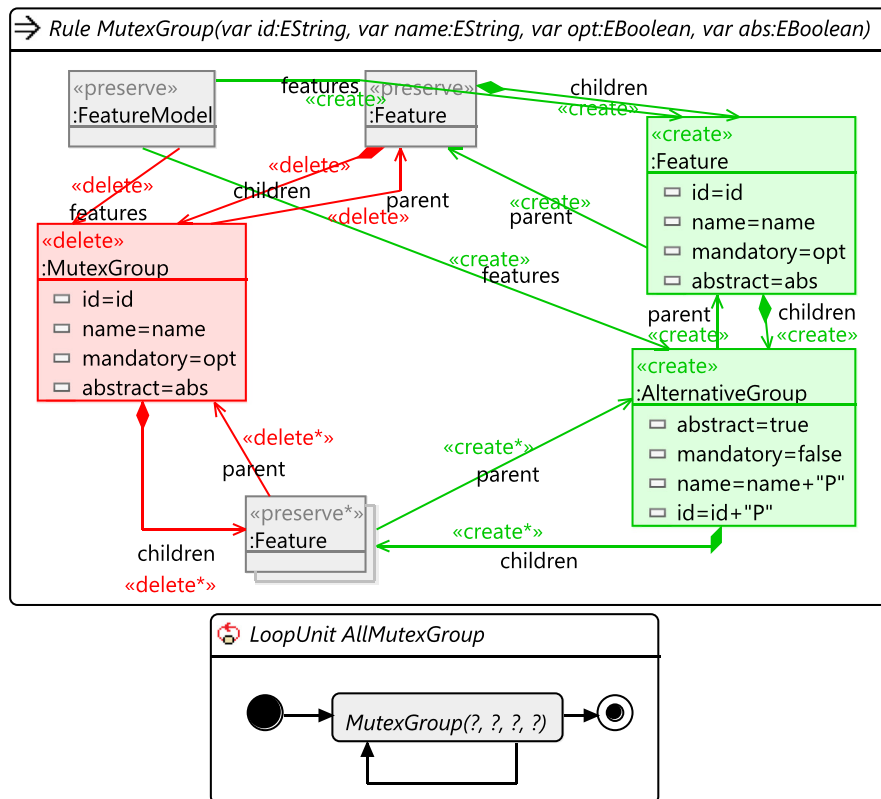 Rule MutexGroup(var id:EString, var name:EString, var opt:EBoolean, var abs:EBoolean)
«preserve»
:FeatureModel
features
«create»
«preserve»
:Feature
children
«create»
«create»
:Feature
id=id
name=name
mandatory=opt
abstract=abs
«delete»
features
«delete»
children
parent
«delete»
«create»
parent
«create»
features
«delete»
:MutexGroup
id=id
name=name
mandatory=opt
abstract=abs
parent
«create»
children
«create»
«create»
:AlternativeGroup
abstract=true
mandatory=false
name=name+"P"
id=id+"P"
«delete*»
parent
«create*»
parent
«preserve*»
:Feature
children
«delete*»
«create*»
children
LoopUnit AllMutexGroup
MutexGroup(?, ?, ?, ?)